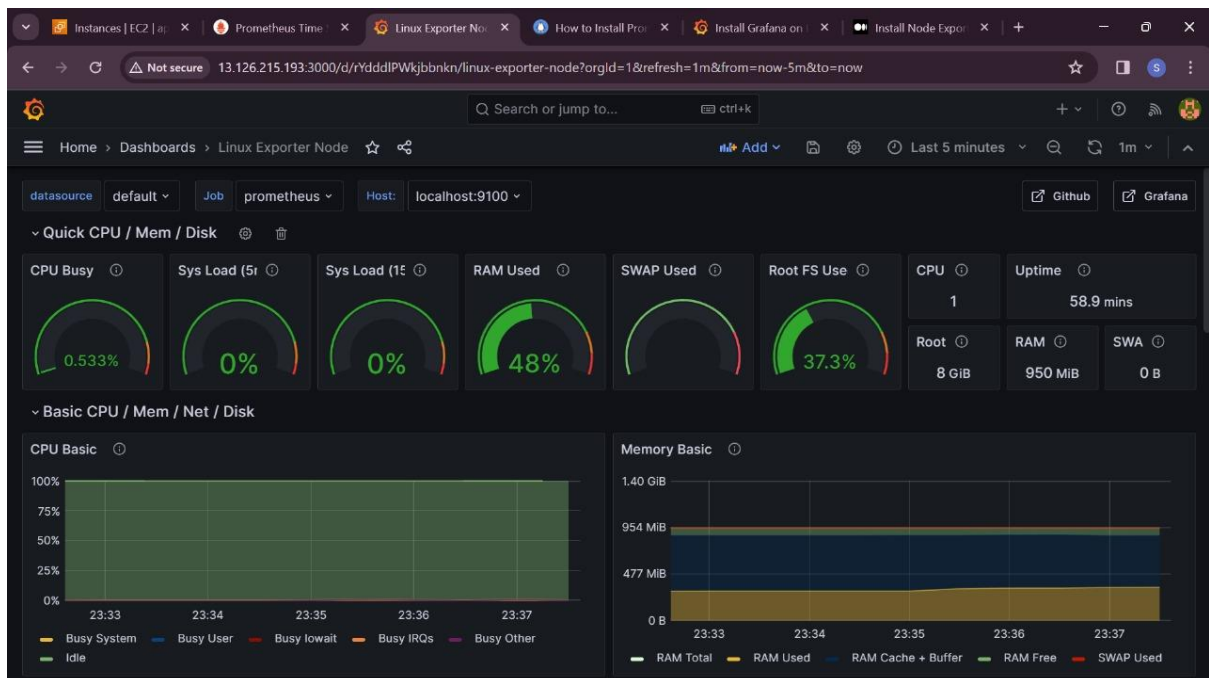 Instances | EC2 | ap
Prometheus Time S
Linux Exporter Nod
How to Install Pro
Install Grafana on
Install Node Expor
Not secure 13.126.215.193:3000/d/rYdddlPWkjbbnkn/linux-exporter-node?orgId=1&refresh=1m&from=now-5m&to=now
S
Search or jump to... ctrl+k
Home > Dashboards > Linux Exporter Node
Add
Last 5 minutes
1m
datasource default Job prometheus Host: localhost:9100
Github Grafana
Quick CPU / Mem / Disk
CPU Busy
0.533%
Sys Load (5
0%
Sys Load (15
0%
RAM Used
48%
SWAP Used
Root FS Use
37.3%
CPU
1
Uptime
58.9 mins
Root
8 GiB
RAM
950 MiB
SWA
0 B
Basic CPU / Mem / Net / Disk
CPU Basic
100%
75%
50%
25%
0%
23:33 23:34 23:35 23:36 23:37
Busy System Busy User Busy Iowait Busy IRQs Busy Other
Idle
Memory Basic
1.40 GiB
954 MiB
477 MiB
0 B
23:33 23:34 23:35 23:36 23:37
RAM Total RAM Used RAM Cache + Buffer RAM Free SWAP Used